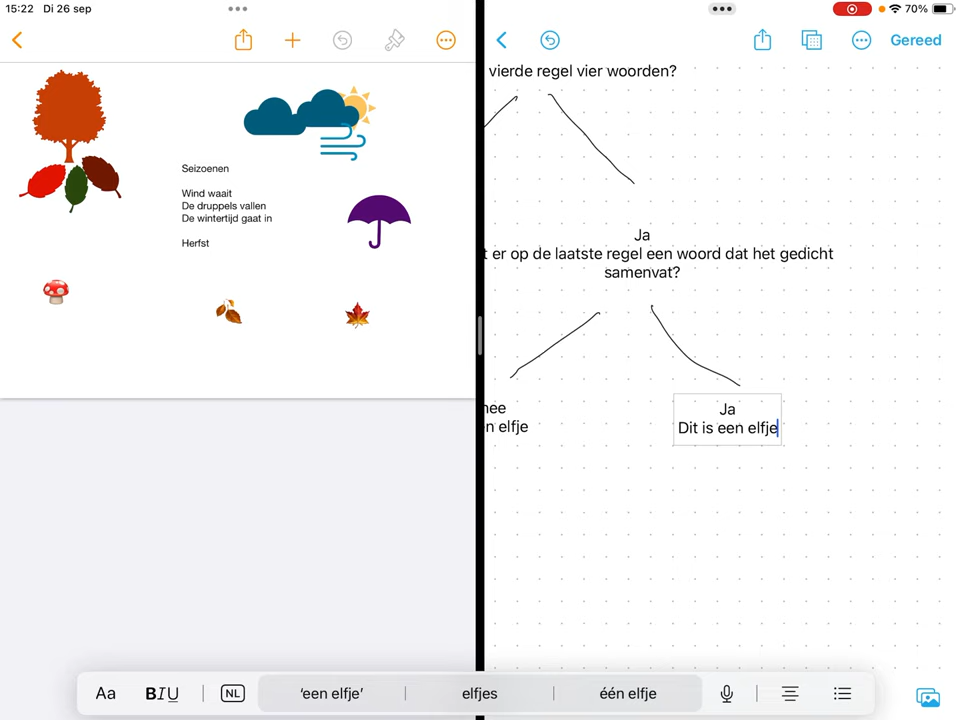 15:22 Di 26 sep
70%
Gereed
Seizoenen
Wind waait
De druppels vallen
De wintertijd gaat in
Herfst
vierde regel vier woorden?
Ja
t er op de laatste regel een woord dat het gedicht
samenvat?
nee
n elfje
Ja
Dit is een elfje
Aa
BIU
NL
‘een elfje’
elfjes
één elfje